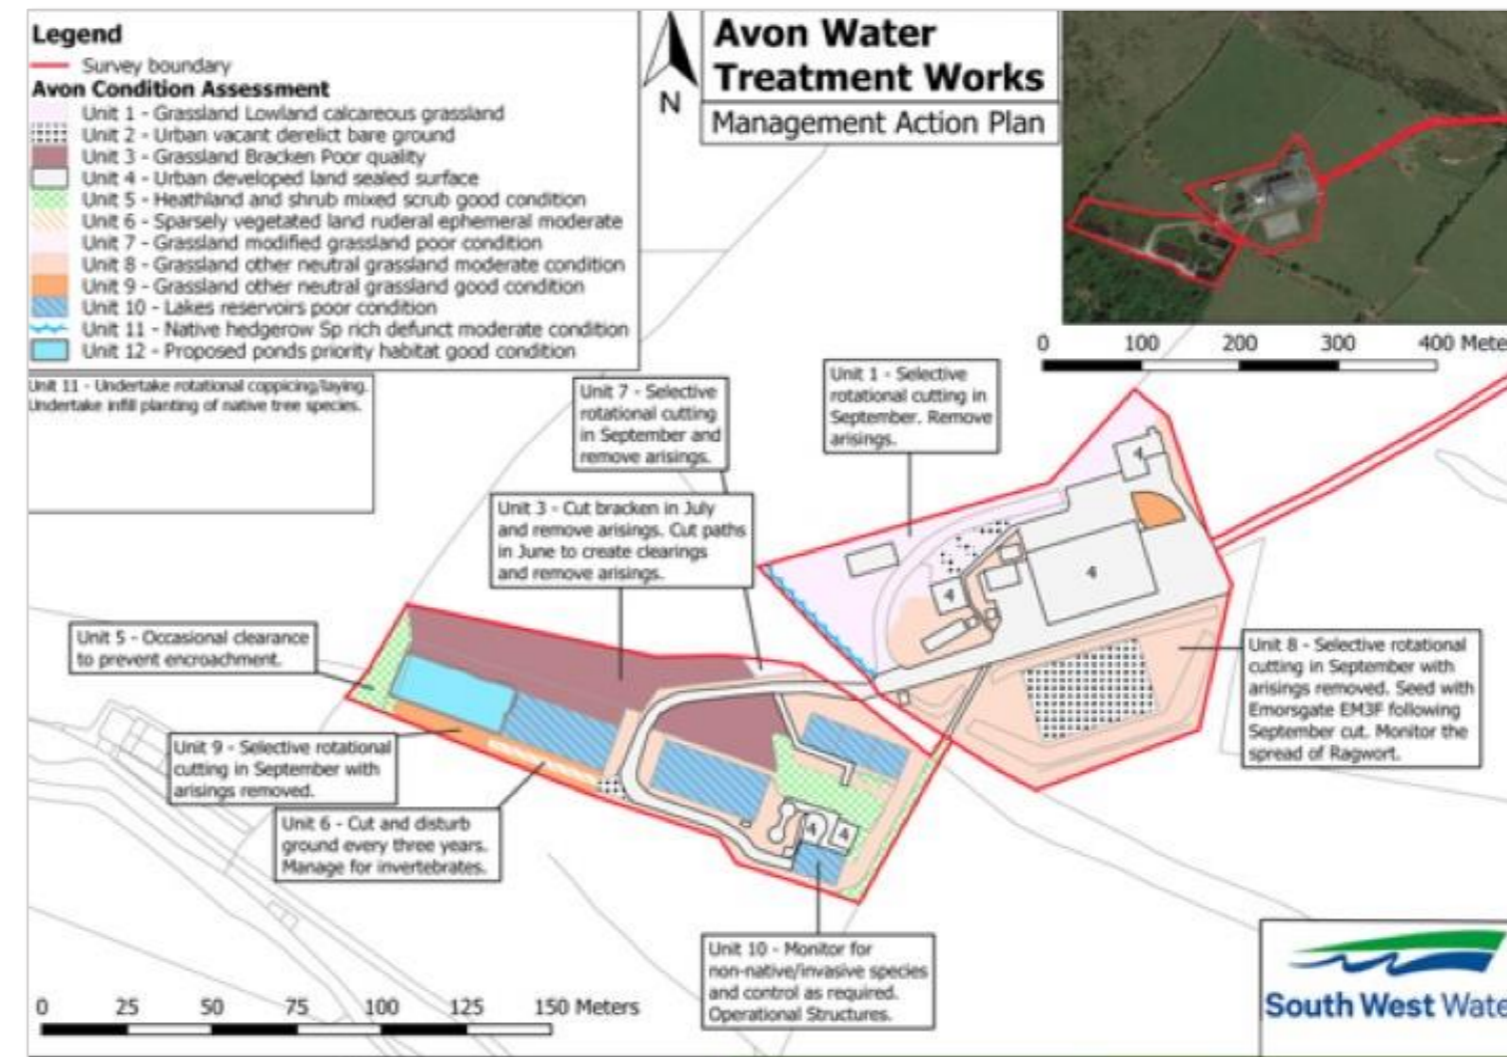 Legend
Survey boundary
Avon Condition Assessment
Unit 1 - Grassland Lowland calcareous grassland
Unit 2 - Urban vacant derelict bare ground
Unit 3 - Grassland Bracken Poor quality
Unit 4 - Urban developed land sealed surface
Unit 5 - Heathland and shrub mixed scrub good condition
Unit 6 - Sparsely vegetated land ruderal ephemeral moderate
Unit 7 - Grassland modified grassland poor condition
Unit 8 - Grassland other neutral grassland moderate condition
Unit 9 - Grassland other neutral grassland good condition
Unit 10 - Lakes reservoirs poor condition
Unit 11 - Native hedgerow Sp rich defunct moderate condition
Unit 12 - Proposed ponds priority habitat good condition
N
Avon Water
Treatment Works
Management Action Plan
0 100 200 300 400 Mete
Unit 11 - Undertake rotational coppicing/laying.
Undertake infill planting of native tree species.
Unit 7 - Selective
rotational cutting
in September and
remove arisings.
Unit 1 - Selective
rotational cutting in
September. Remove
arisings.
Unit 3 - Cut bracken in July
and remove arisings. Cut paths
in June to create clearings
and remove arisings.
4
4
4
Unit 5 - Occasional clearance
to prevent encroachment.
Unit 8 - Selective rotational
cutting in September with
arisings removed. Seed with
Emorsgate EM3F following
September cut. Monitor the
spread of Ragwort.
Unit 9 - Selective rotational
cutting in September with
arisings removed.
Unit 6 - Cut and disturb
ground every three years.
Manage for invertebrates.
4
4
Unit 10 - Monitor for
non-native/invasive species
and control as required.
Operational Structures.
0 25 50 75 100 125 150 Meters
South West Wate